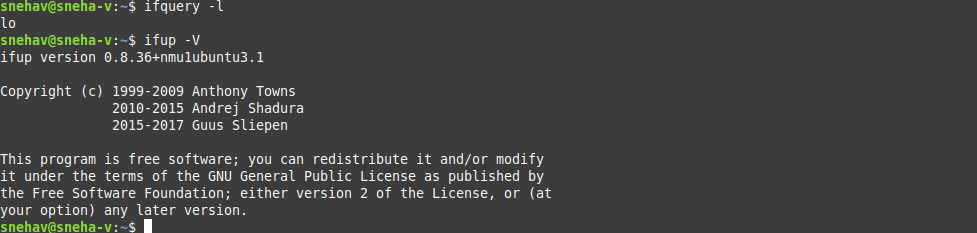 snehav@sneha-v:~$ ifquery -l
lo
snehav@sneha-v:~$ ifup -V
ifup version 0.8.36+nmu1ubuntu3.1

Copyright (c) 1999-2009 Anthony Towns
              2010-2015 Andrej Shadura
              2015-2017 Guus Sliepen

This program is free software; you can redistribute it and/or modify
it under the terms of the GNU General Public License as published by
the Free Software Foundation; either version 2 of the License, or (at
your option) any later version.
snehav@sneha-v:~$